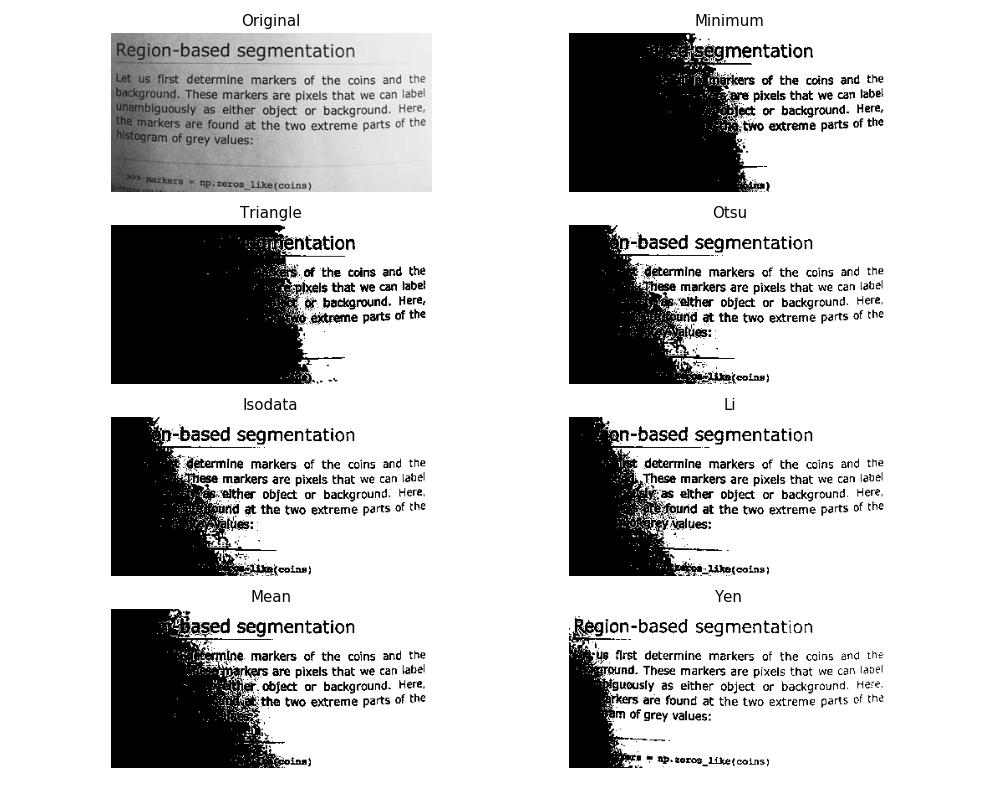 Original
Region-based segmentation
Let us first determine markers of the coins and the
background. These markers are pixels that we can label
unambiguously as either object or background. Here,
the markers are found at the two extreme parts of the
histogram of grey values:
>>> markers = np.zeros_like(coins)
Minimum
segmentation
markers of the coins and the
are pixels that we can label
object or background. Here,
the two extreme parts of the
Triangle
of the coins and the
pixels that we can label
or background. Here,
two extreme parts of the
Otsu
on-based segmentation
determine markers of the coins and the
These markers are pixels that we can label
as either object or background. Here,
found at the two extreme parts of the
values:
zeros_like(coins)
Isodata
on-based segmentation
determine markers of the coins and the
These markers are pixels that we can label
as either object or background. Here,
found at the two extreme parts of the
values:
like(coins)
Li
on-based segmentation
determine markers of the coins and the
These markers are pixels that we can label
as either object or background. Here,
are found at the two extreme parts of the
grey values:
zeros_like(coins)
Mean
based segmentation
determine markers of the coins and the
markers are pixels that we can label
either object or background. Here,
at the two extreme parts of the
(coins)
Yen
Region-based segmentation
us first determine markers of the coins and the
ground. These markers are pixels that we can label
biguously as either object or background. Here,
markers are found at the two extreme parts of the
ram of grey values:
= np.zeros_like(coins)